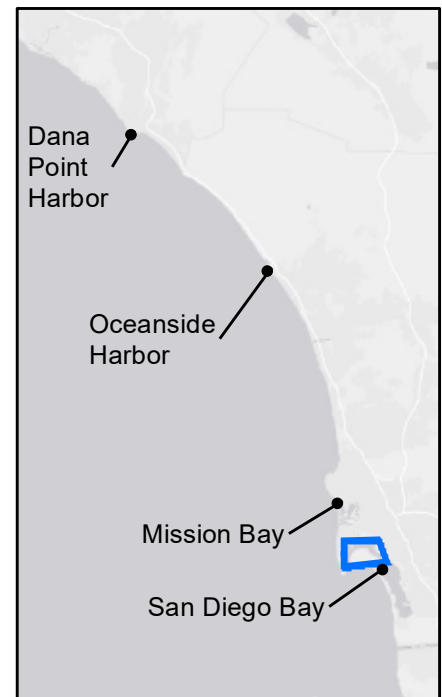 Dana
Point
Harbor
Oceanside
Harbor
Mission Bay
San Diego Bay